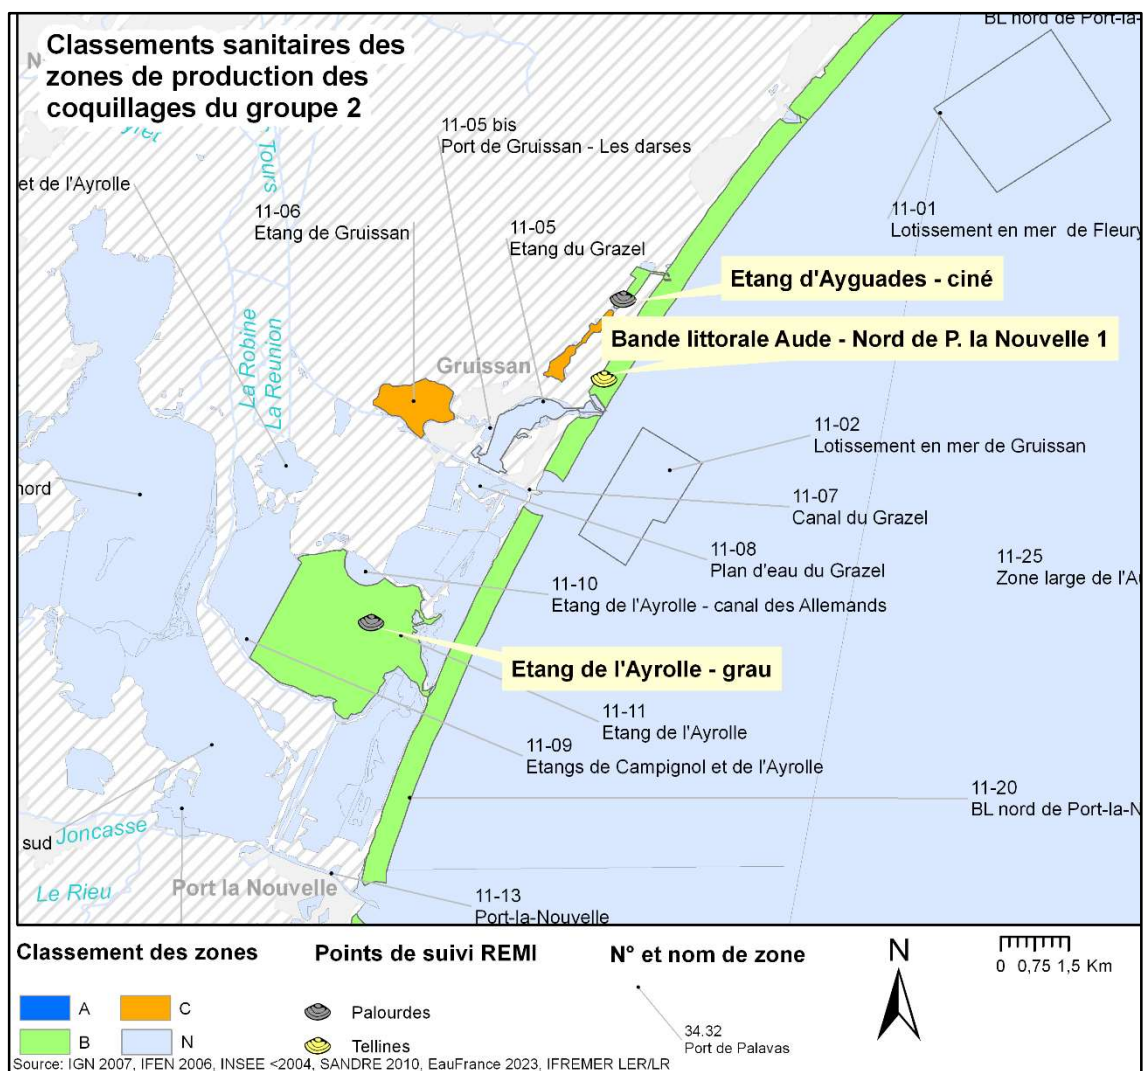 Classements sanitaires des
zones de production des
coquillages du groupe 2
BL nord de Port-la-
11-05 bis
Port de Gruissan - Les darses
Tours
et de l'Ayrolle
11-06
Etang de Gruissan
11-05
Etang du Grazel
11-01
Lotissement en mer de Fleury
Etang d'Ayguades - ciné
Bande littorale Aude - Nord de P. la Nouvelle 1
La Robine
La Reunion
Gruissan
11-02
Lotissement en mer de Gruissan
nord
11-07
Canal du Grazel
11-08
Plan d'eau du Grazel
11-25
Zone large de l'A
11-10
Etang de l'Ayrolle - canal des Allemands
Etang de l'Ayrolle - grau
11-11
Etang de l'Ayrolle
11-09
Etangs de Campignol et de l'Ayrolle
11-20
BL nord de Port-la-N
sud
Joncasse
Le Rieu
Port la Nouvelle
11-13
Port-la-Nouvelle
Classement des zones
A
C
B
N
Points de suivi REMI
Palourdes
Tellines
N° et nom de zone
34.32
Port de Palavas
N
0 0,75 1,5 Km
Source: IGN 2007, IFEN 2006, INSEE <2004, SANDRE 2010, EauFrance 2023, IFREMER LER/LR